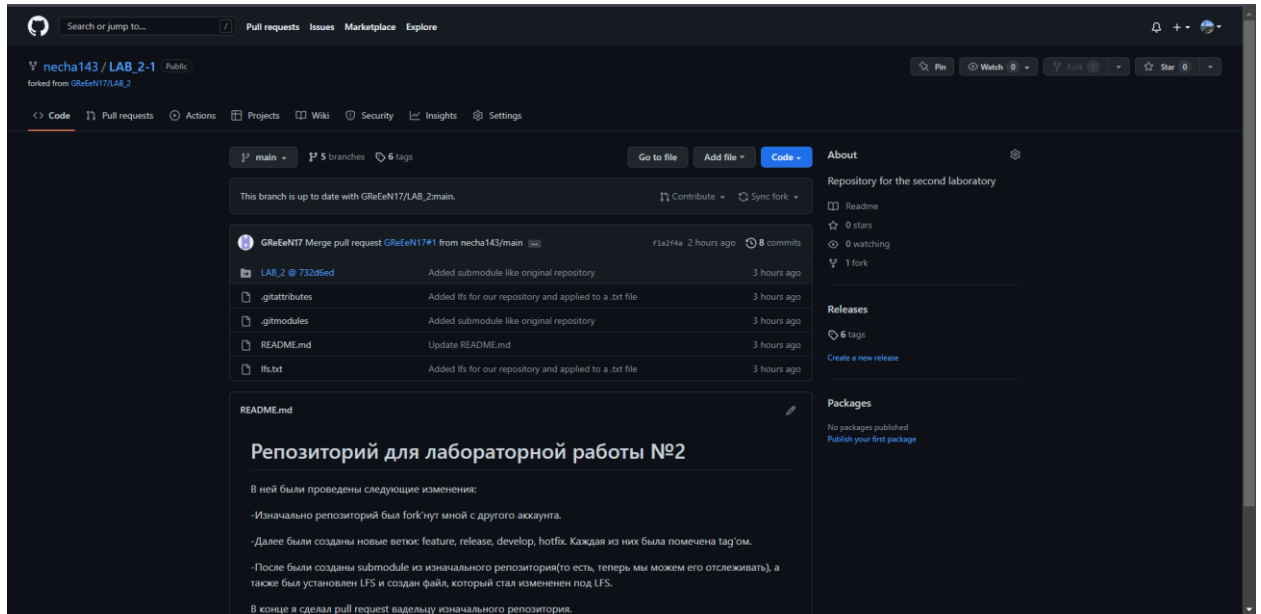 Search or jump to... / Pull requests Issues Marketplace Explore
necha143 / LAB_2-1 Public
forked from GReEeN17/LAB_2
Pin Watch 0 Fork 1 Star 0
Code Pull requests Actions Projects Wiki Security Insights Settings
main 5 branches 6 tags Go to file Add file Code
This branch is up to date with GReEeN17/LAB_2:main. Contribute Sync fork
GReEeN17 Merge pull request GReEeN17#1 from necha143/main ... f1a2f4a 2 hours ago 8 commits
LAB_2 @ 732d6ed Added submodule like original repository 3 hours ago
.gitattributes Added lfs for our repository and applied to a .txt file 3 hours ago
.gitmodules Added submodule like original repository 3 hours ago
README.md Update README.md 3 hours ago
lfs.txt Added lfs for our repository and applied to a .txt file 3 hours ago
README.md
Репозиторий для лабораторной работы №2
В ней были проведены следующие изменения:
-Изначально репозиторий был fork'нут мной с другого аккаунта.
-Далее были созданы новые ветки: feature, release, develop, hotfix. Каждая из них была помечена tag'ом.
-После были созданы submodule из изначального репозитория(то есть, теперь мы можем его отслеживать), а
также был установлен LFS и создан файл, который стал изменен под LFS.
В конце я сделал pull request вадельцу изначального репозитория.
About
Repository for the second laboratory
Readme
0 stars
0 watching
1 fork
Releases
6 tags
Create a new release
Packages
No packages published
Publish your first package